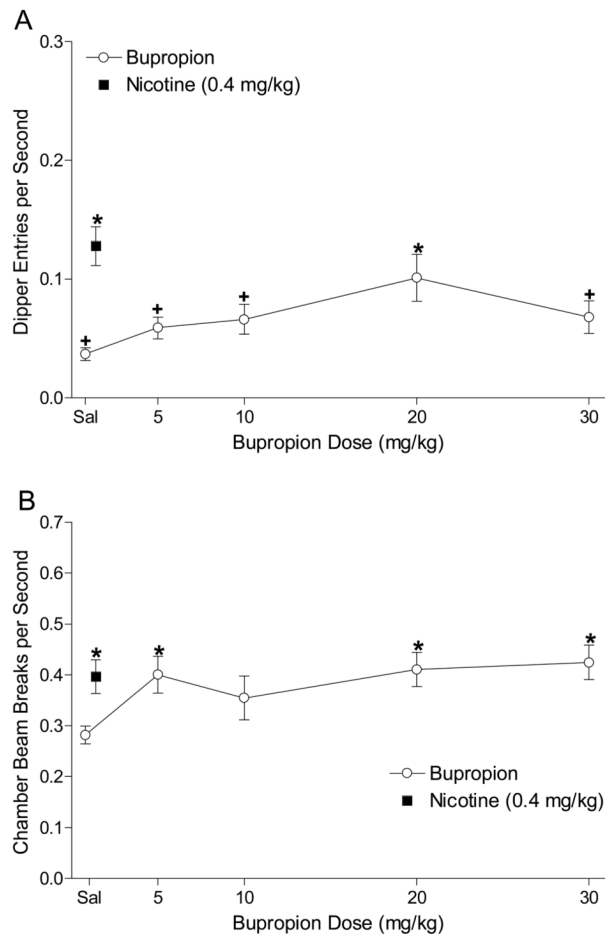 A
0.3
0.2
0.1
0.0
Dipper Entries per Second
Bupropion
Nicotine (0.4 mg/kg)
*
+
+
+
*
+
Sal 5 10 20 30
Bupropion Dose (mg/kg)
B
0.7
0.6
0.5
0.4
0.3
0.2
0.1
0.0
Chamber Beam Breaks per Second
*
*
*
*
Bupropion
Nicotine (0.4 mg/kg)
Sal 5 10 20 30
Bupropion Dose (mg/kg)